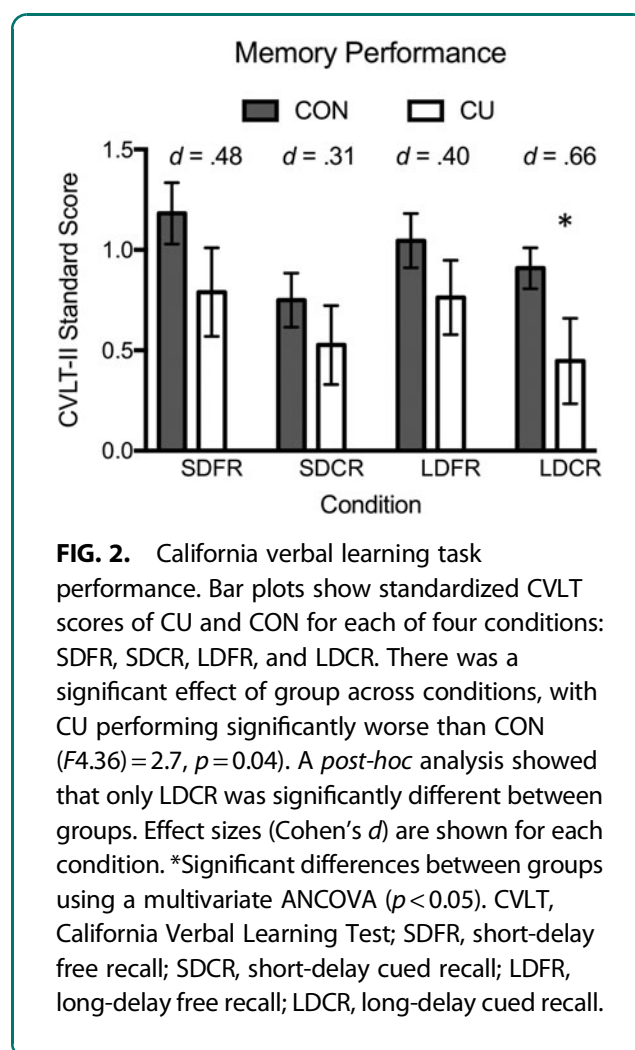 Memory Performance
CON CU
d = .48 d = .31 d = .40 d = .66
*
CVLT-II Standard Score
1.5
1.0
0.5
0.0
SDFR SDCR LDFR LDCR
Condition
FIG. 2. California verbal learning task
performance. Bar plots show standardized CVLT
scores of CU and CON for each of four conditions:
SDFR, SDCR, LDFR, and LDCR. There was a
significant effect of group across conditions, with
CU performing significantly worse than CON
(F4.36) = 2.7, p = 0.04). A post-hoc analysis showed
that only LDCR was significantly different between
groups. Effect sizes (Cohen's d) are shown for each
condition. *Significant differences between groups
using a multivariate ANCOVA (p < 0.05). CVLT,
California Verbal Learning Test; SDFR, short-delay
free recall; SDCR, short-delay cued recall; LDFR,
long-delay free recall; LDCR, long-delay cued recall.